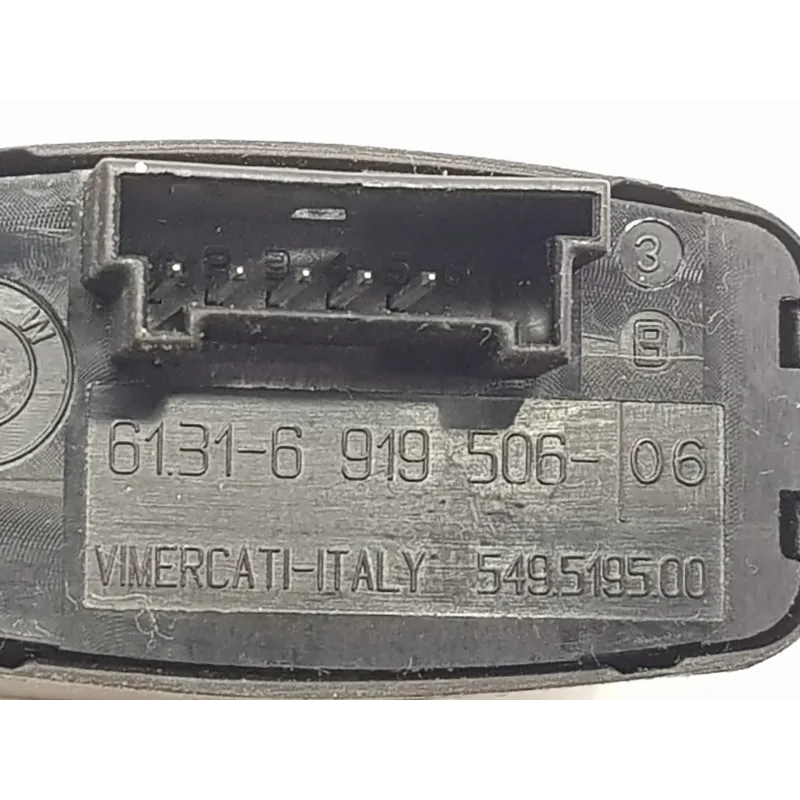 3
B
W
61.31-6 919 506- 06
VIMERCATI-ITALY 549.5195.00